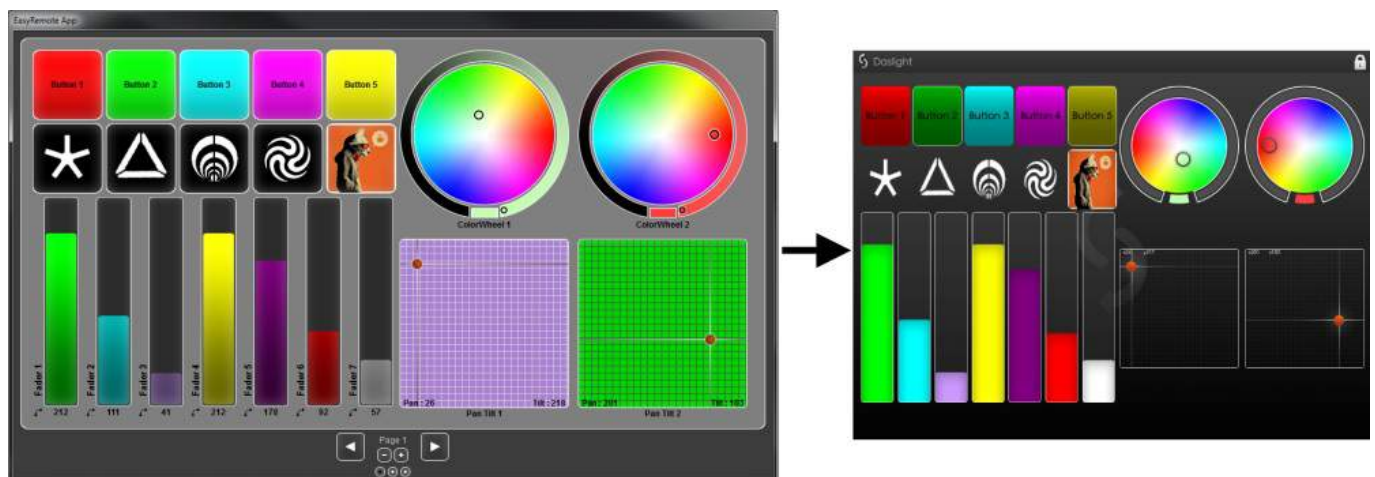 EasyRemote App
Button 1 Button 2 Button 3 Button 4 Button 5
ColorWheel 1 ColorWheel 2
Fader 1 Fader 2 Fader 3 Fader 4 Fader 5 Fader 6 Fader 7
212 111 41 212 178 92 57
Pan : 26 Tilt : 218 Pan : 201 Tilt : 103
Pan Tilt 1 Pan Tilt 2
Page 1
Daslight
Button 1 Button 2 Button 3 Button 4 Button 5